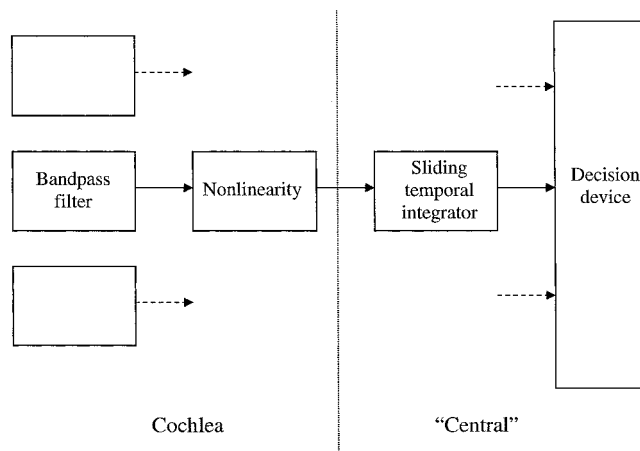 Bandpass
filter
Nonlinearity
Sliding
temporal
integrator
Decision
device
Cochlea
“Central”